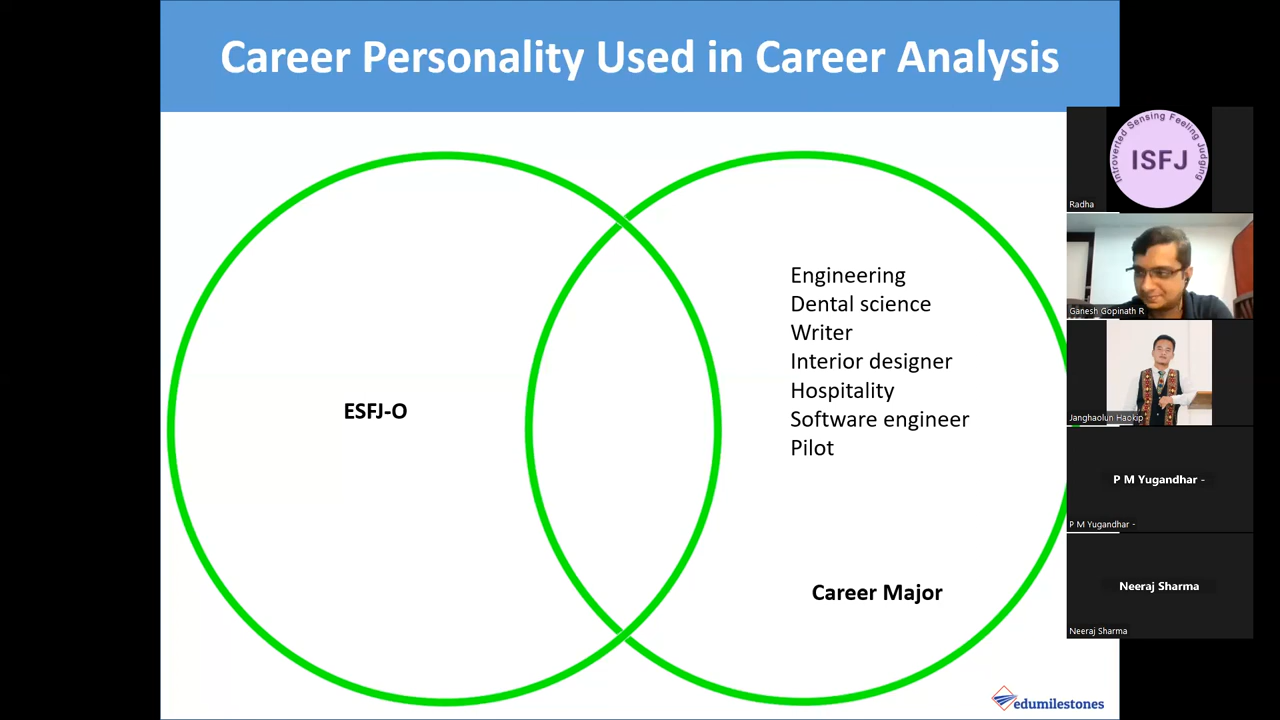 Career Personality Used in Career Analysis
ESFJ-O
Engineering
Dental science
Writer
Interior designer
Hospitality
Software engineer
Pilot
Career Major
edumilestones
Introverted Sensing Feeling Judging
ISFJ
Radha
Ganesh Gopinath R
Janghaolun Haokip
P M Yugandhar -
P M Yugandhar -
Neeraj Sharma
Neeraj Sharma